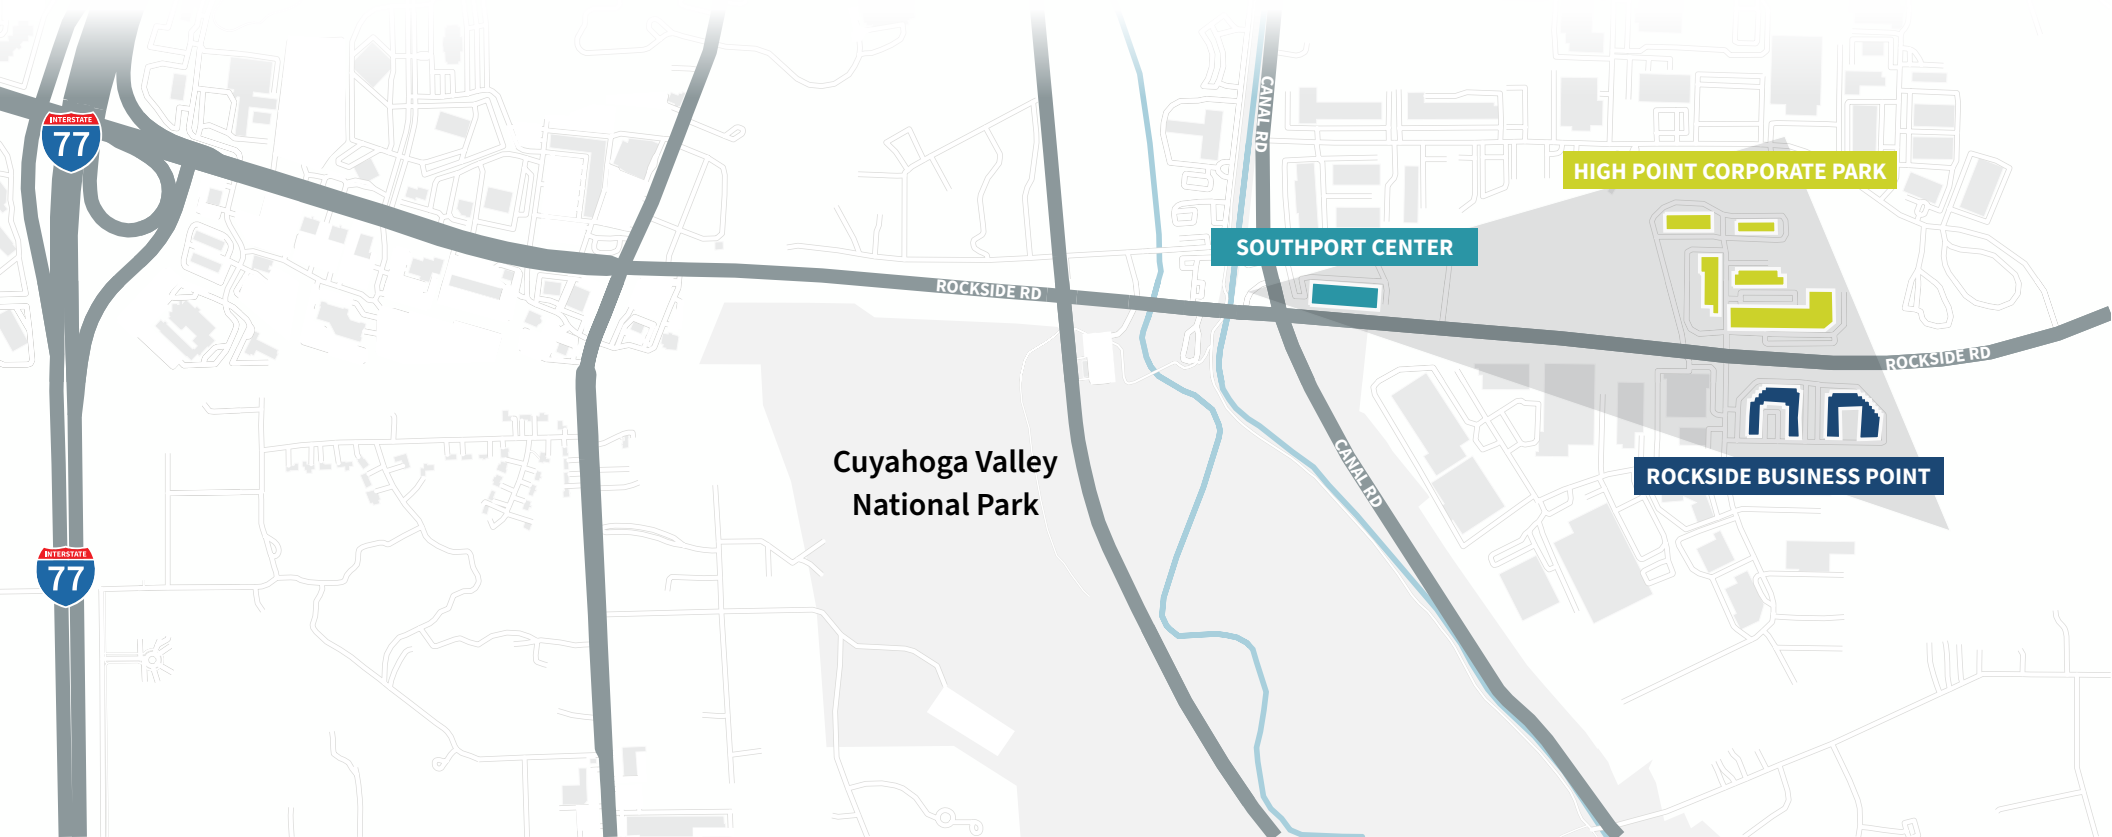 CANAL RD
INTERSTATE
77
HIGH POINT CORPORATE PARK
SOUTHPORT CENTER
ROCKSIDE RD
ROCKSIDE RD
Cuyahoga Valley
National Park
CANAL RD
ROCKSIDE BUSINESS POINT
INTERSTATE
77